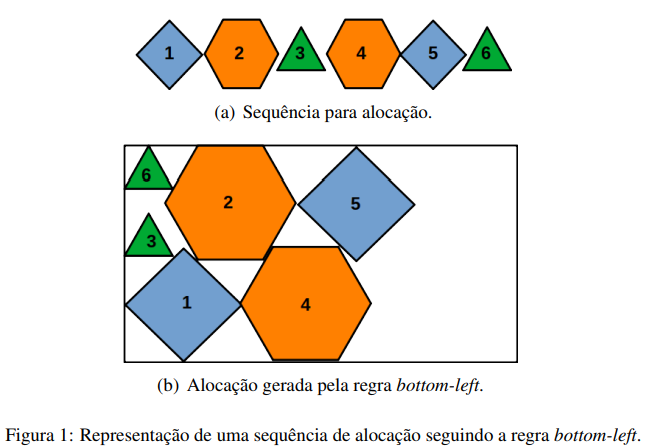 1 2 3 4 5 6
(a) Sequência para alocação.
6
2
5
3
1
4
(b) Alocação gerada pela regra bottom-left.
Figura 1: Representação de uma sequência de alocação seguindo a regra bottom-left.